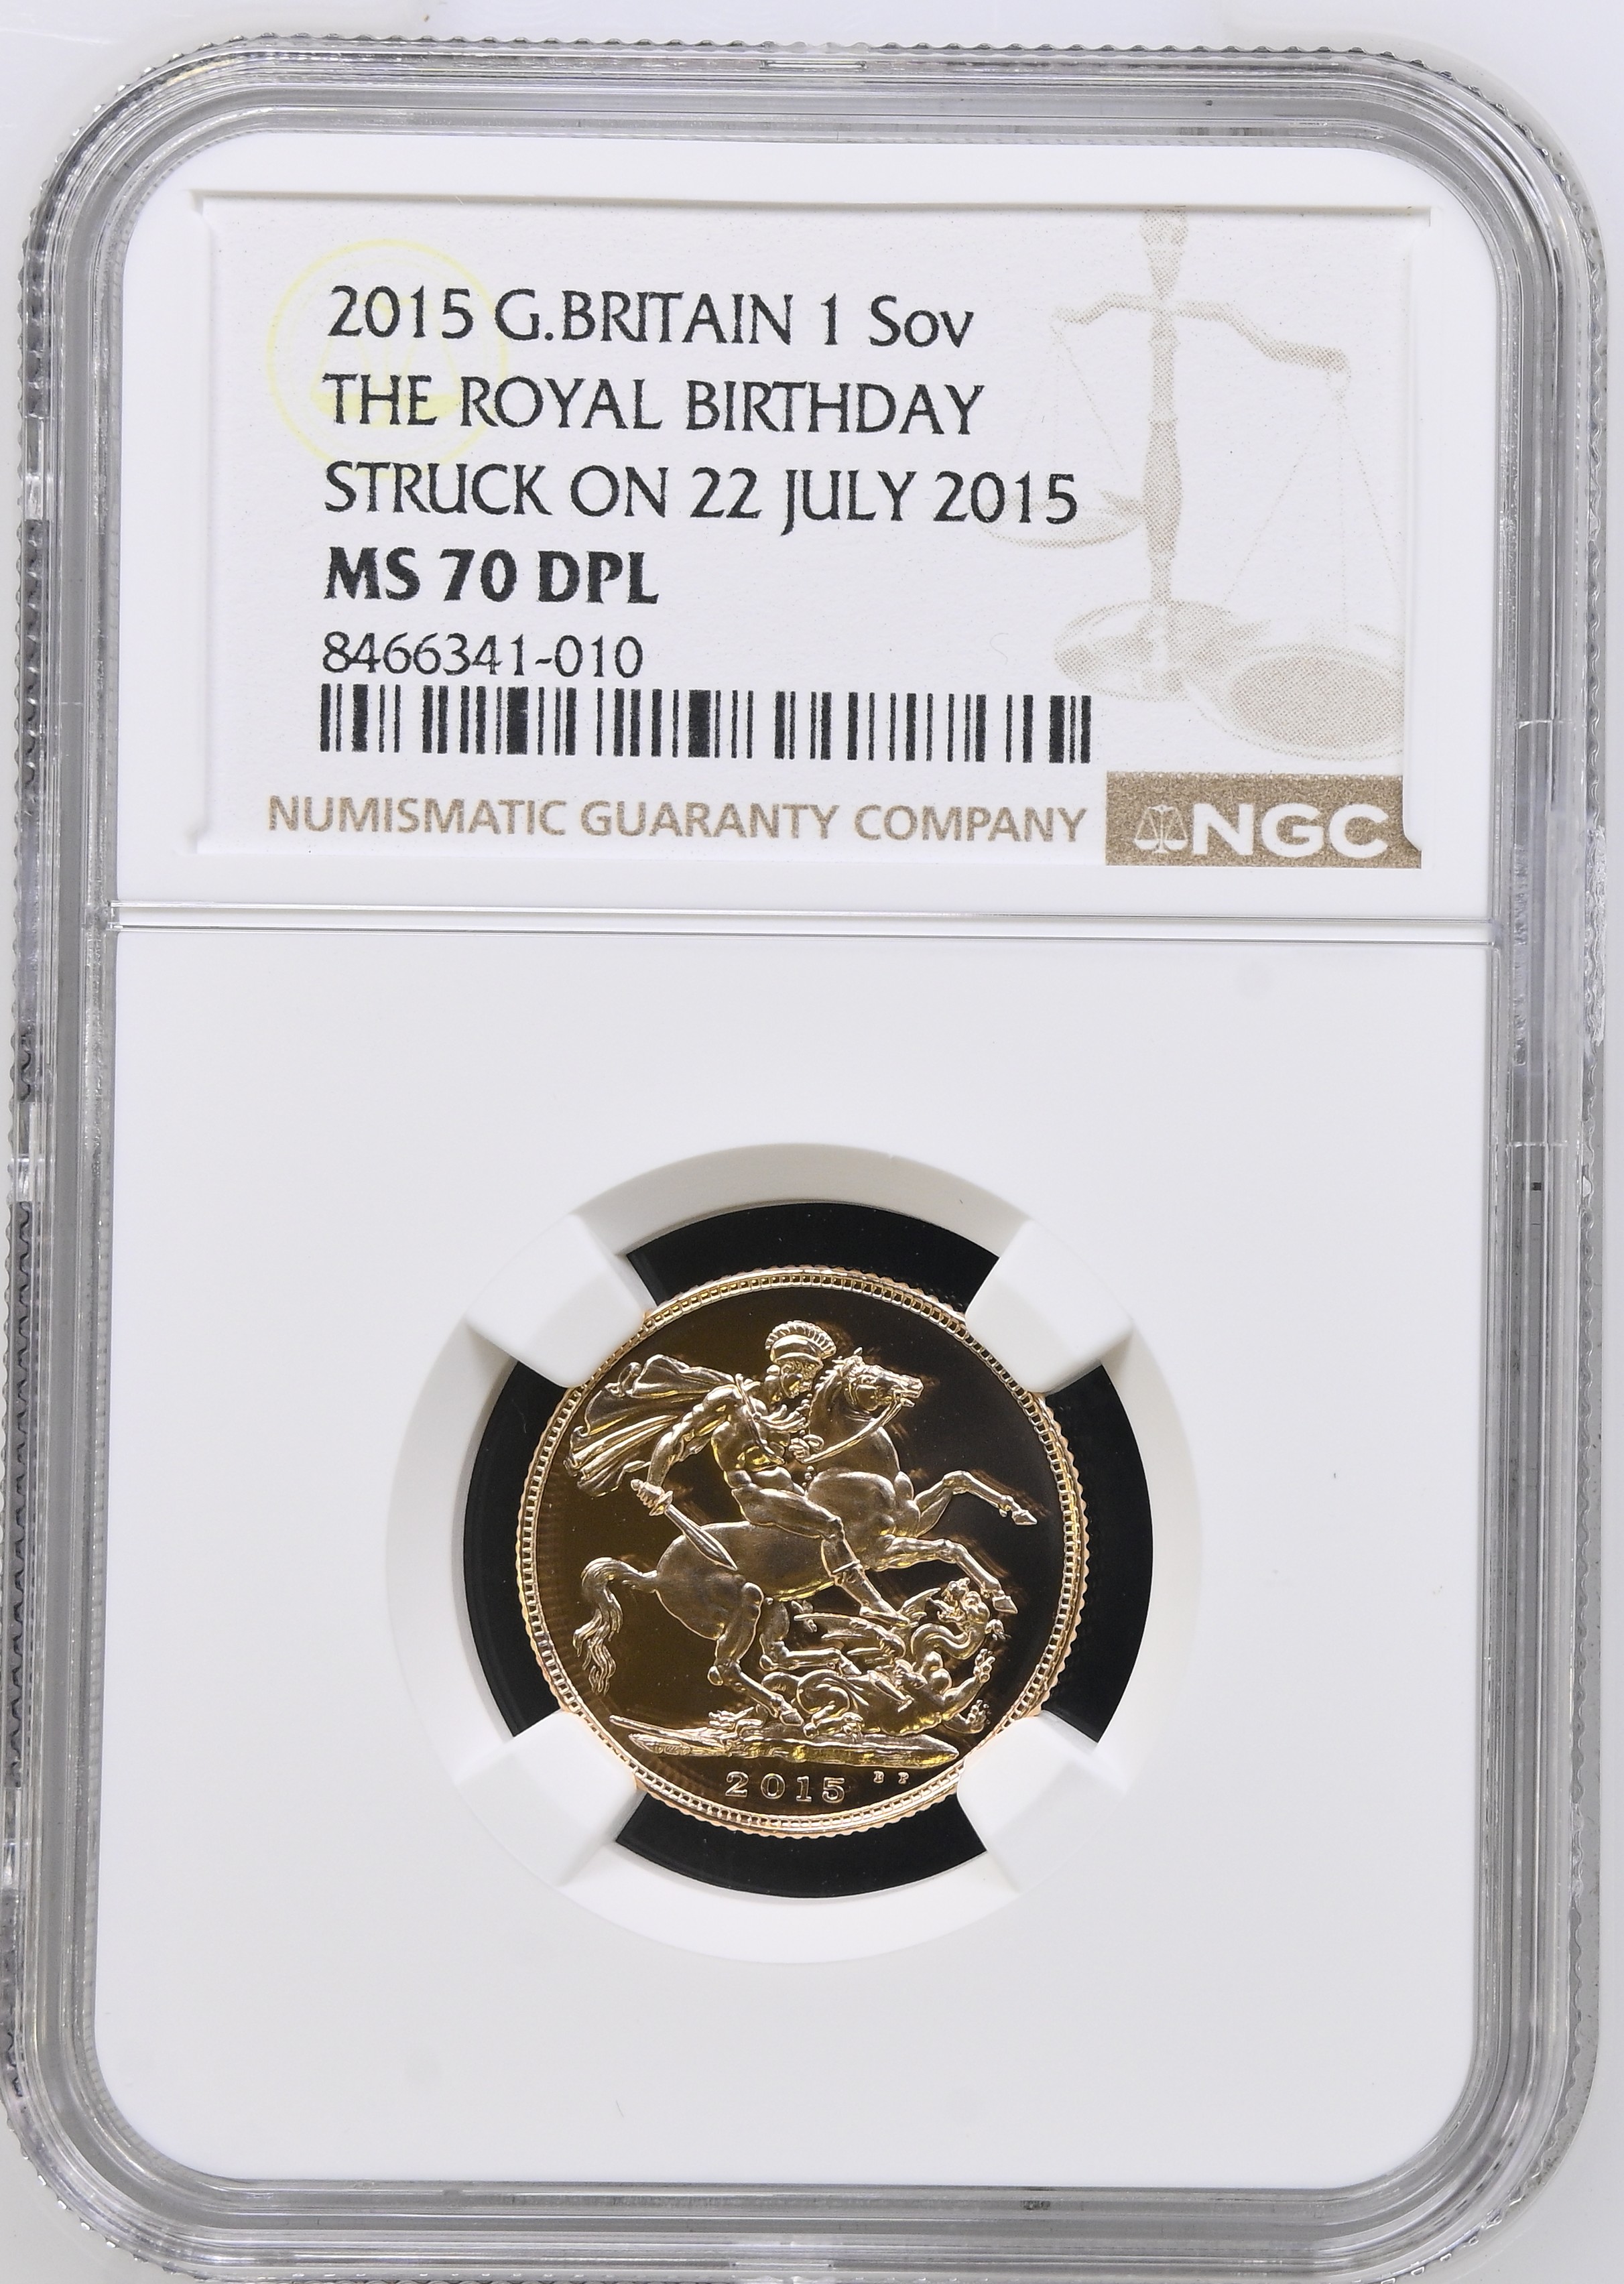 2015 G.BRITAIN 1 Sov
THE ROYAL BIRTHDAY
STRUCK ON 22 JULY 2015
MS 70 DPL
8466341-010
NUMISMATIC GUARANTY COMPANY NGC
2015 BP